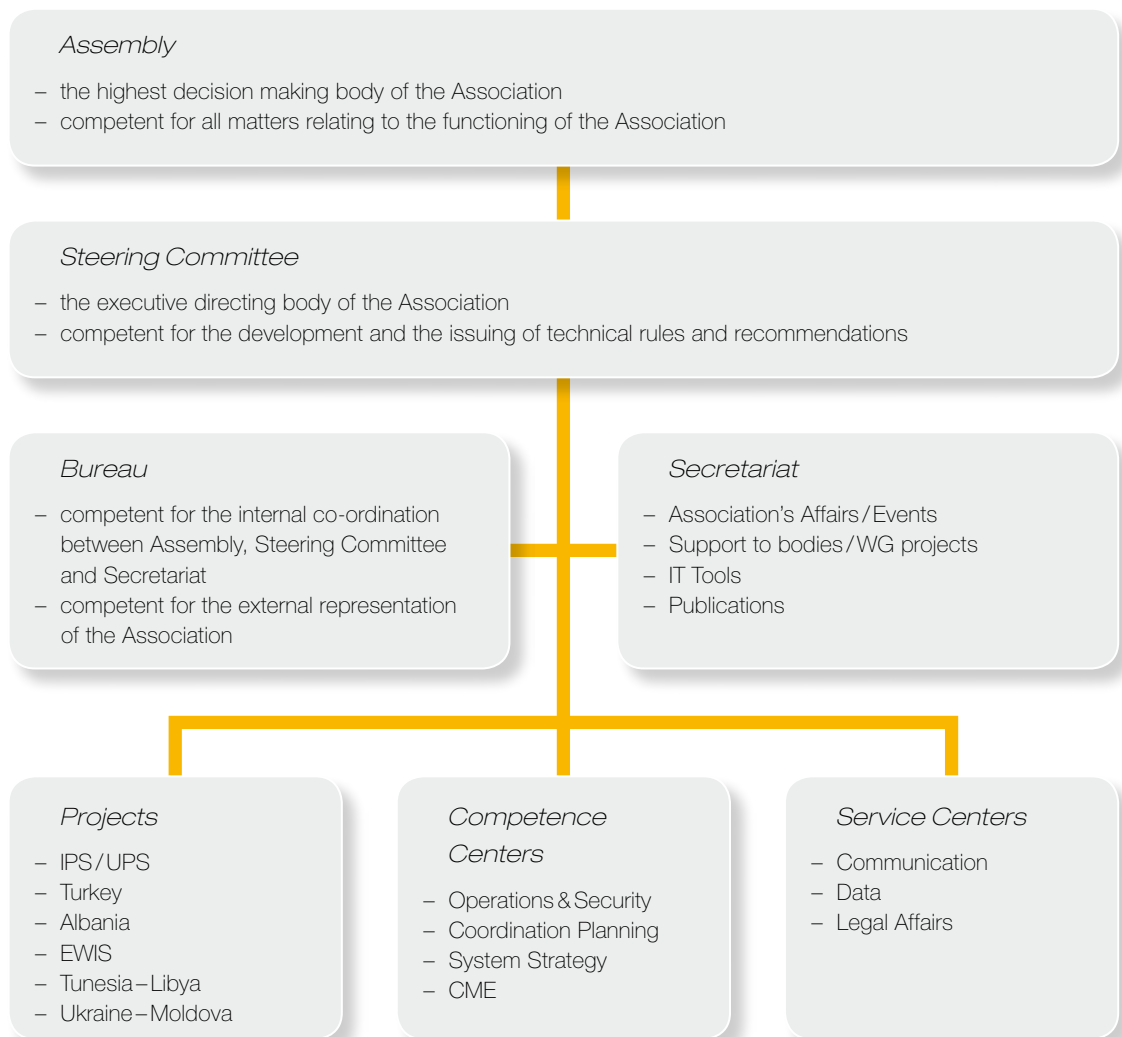 Assembly
– the highest decision making body of the Association
– competent for all matters relating to the functioning of the Association
Steering Committee
– the executive directing body of the Association
– competent for the development and the issuing of technical rules and recommendations
Bureau
– competent for the internal co-ordination
between Assembly, Steering Committee
and Secretariat
– competent for the external representation
of the Association
Secretariat
– Association’s Affairs/Events
– Support to bodies/WG projects
– IT Tools
– Publications
Projects
– IPS/UPS
– Turkey
– Albania
– EWIS
– Tunesia–Libya
– Ukraine–Moldova
Competence
Centers
– Operations & Security
– Coordination Planning
– System Strategy
– CME
Service Centers
– Communication
– Data
– Legal Affairs